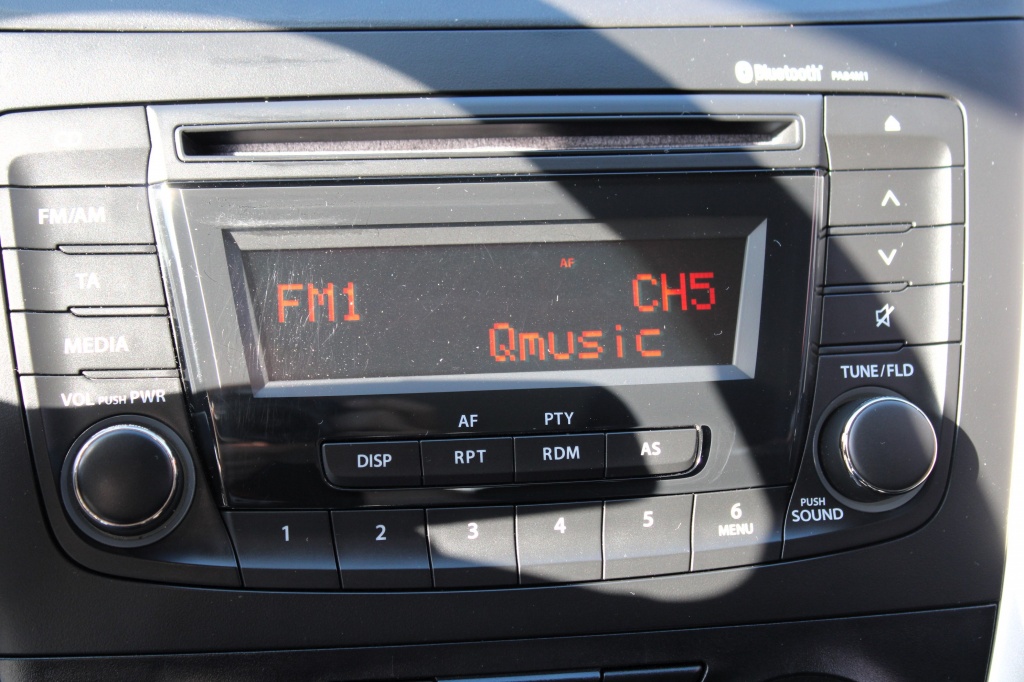 Bluetooth PA64M1
FM/AM
TA
MEDIA
VOL PUSH PWR
AF
FM1 CH5
Qmusic
AF PTY
DISP RPT RDM AS
1 2 3 4 5 6
MENU
TUNE/FLD
PUSH
SOUND